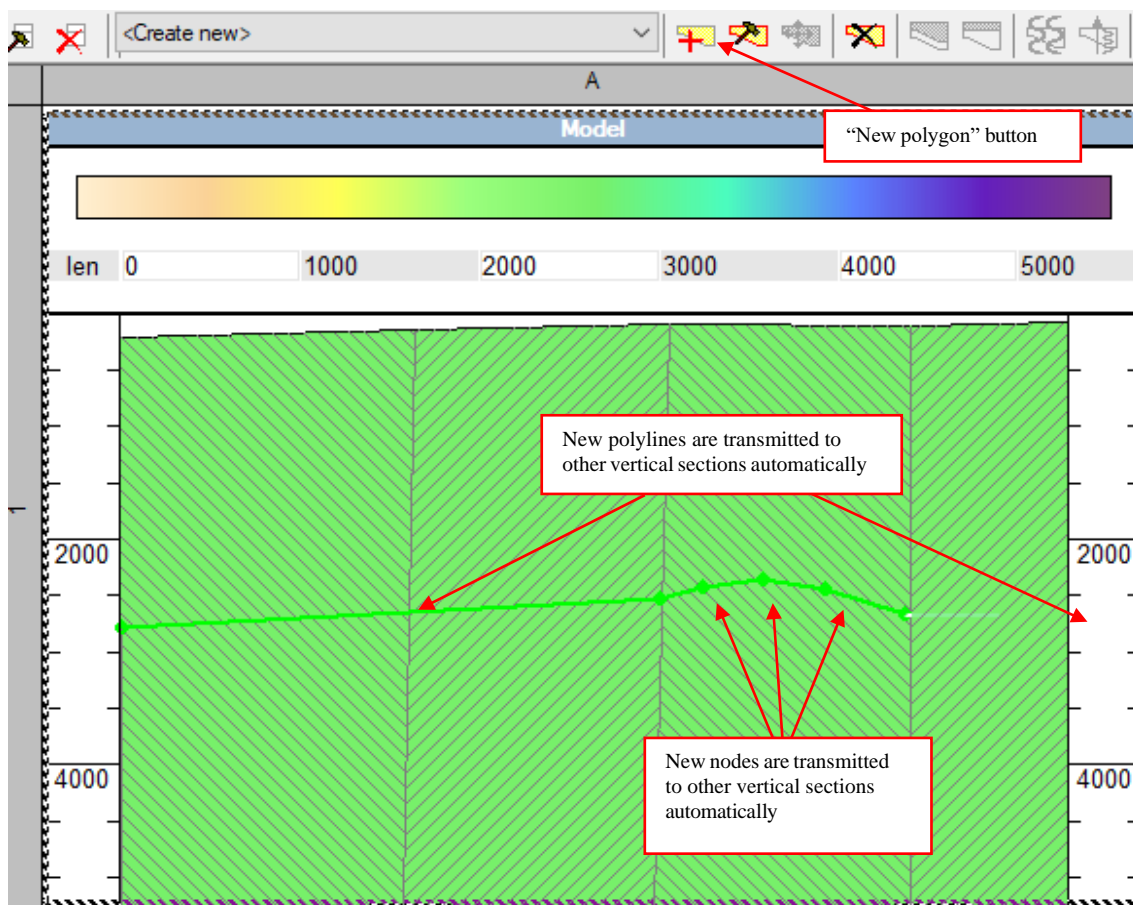 <Create new>
A
Model
“New polygon” button
len 0 1000 2000 3000 4000 5000
New polylines are transmitted to
other vertical sections automatically
1
2000 2000
New nodes are transmitted
to other vertical sections
automatically
4000 4000